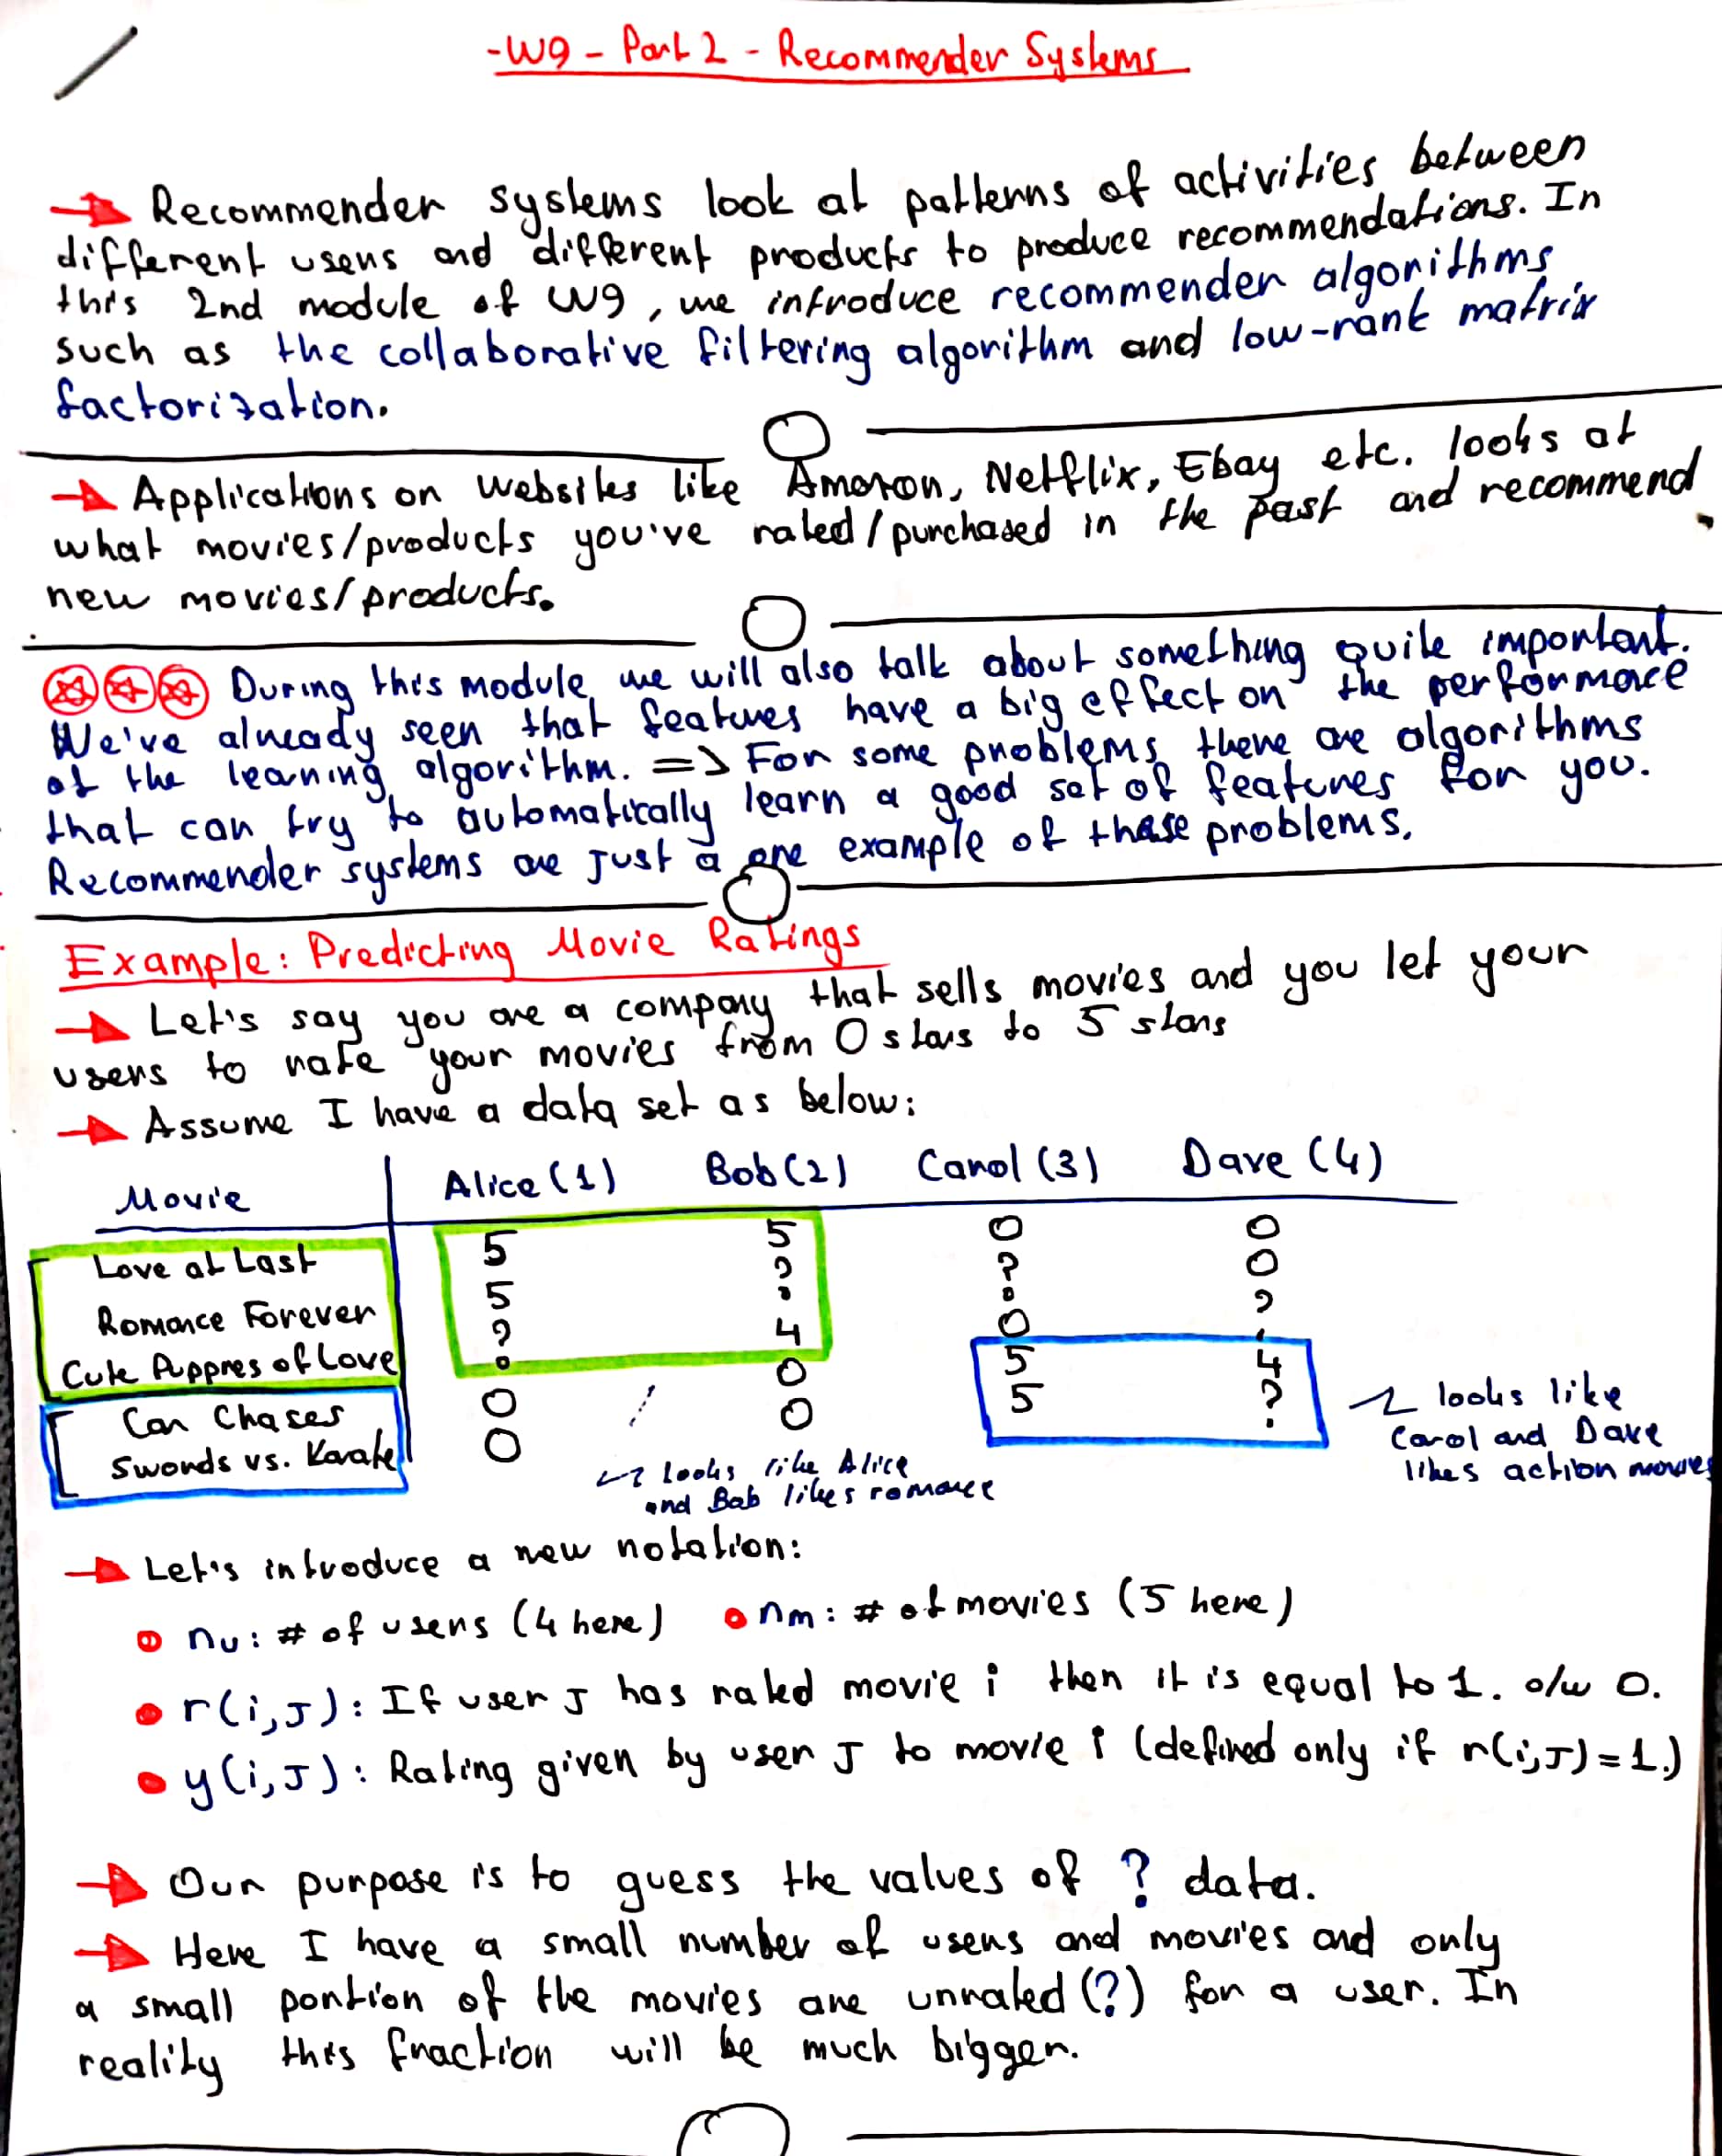 -W9 - Part 2 - Recommender Systems
Recommender systems look at patterns of activities between
different users and different products to produce recommendations. In
this 2nd module of W9, we introduce recommender algorithms
such as the collaborative filtering algorithm and low-rank matrix
factorization.
Applications on websites like Amazon, Netflix, Ebay etc. looks at
what movies/products you've rated/purchased in the past and recommend
new movies/products.
During this module, we will also talk about something quite important.
We've already seen that features have a big effect on the performace
of the learning algorithm. => For some problems, there are algorithms
that can try to automatically learn a good set of features for you.
Recommender systems are just a one example of these problems.
Example: Predicting Movie Ratings
Let's say you are a company that sells movies and you let your
users to rate your movies from 0 stars to 5 stars
Assume I have a data set as below:
Movie Alice (1) Bob (2) Carol (3) Dave (4)
Love at Last 5 5 0 0
Romance Forever 5 ? ? 0
Cute Puppies of Love ? 4 0 ?
Car Chases 0 0 5 4
Swords vs. Karate 0 0 5 ?
looks like Alice
and Bob likes romance
looks like
Carol and Dave
likes action movies
Let's introduce a new notation:
nu: # of users (4 here) nm: # of movies (5 here)
r(i,J): If user J has rated movie i then it is equal to 1. o/w 0.
y(i,J): Rating given by user J to movie i (defined only if r(i,J)=1.)
Our purpose is to guess the values of ? data.
Here I have a small number of users and movies and only
a small portion of the movies are unrated (?) for a user. In
reality this fraction will be much bigger.